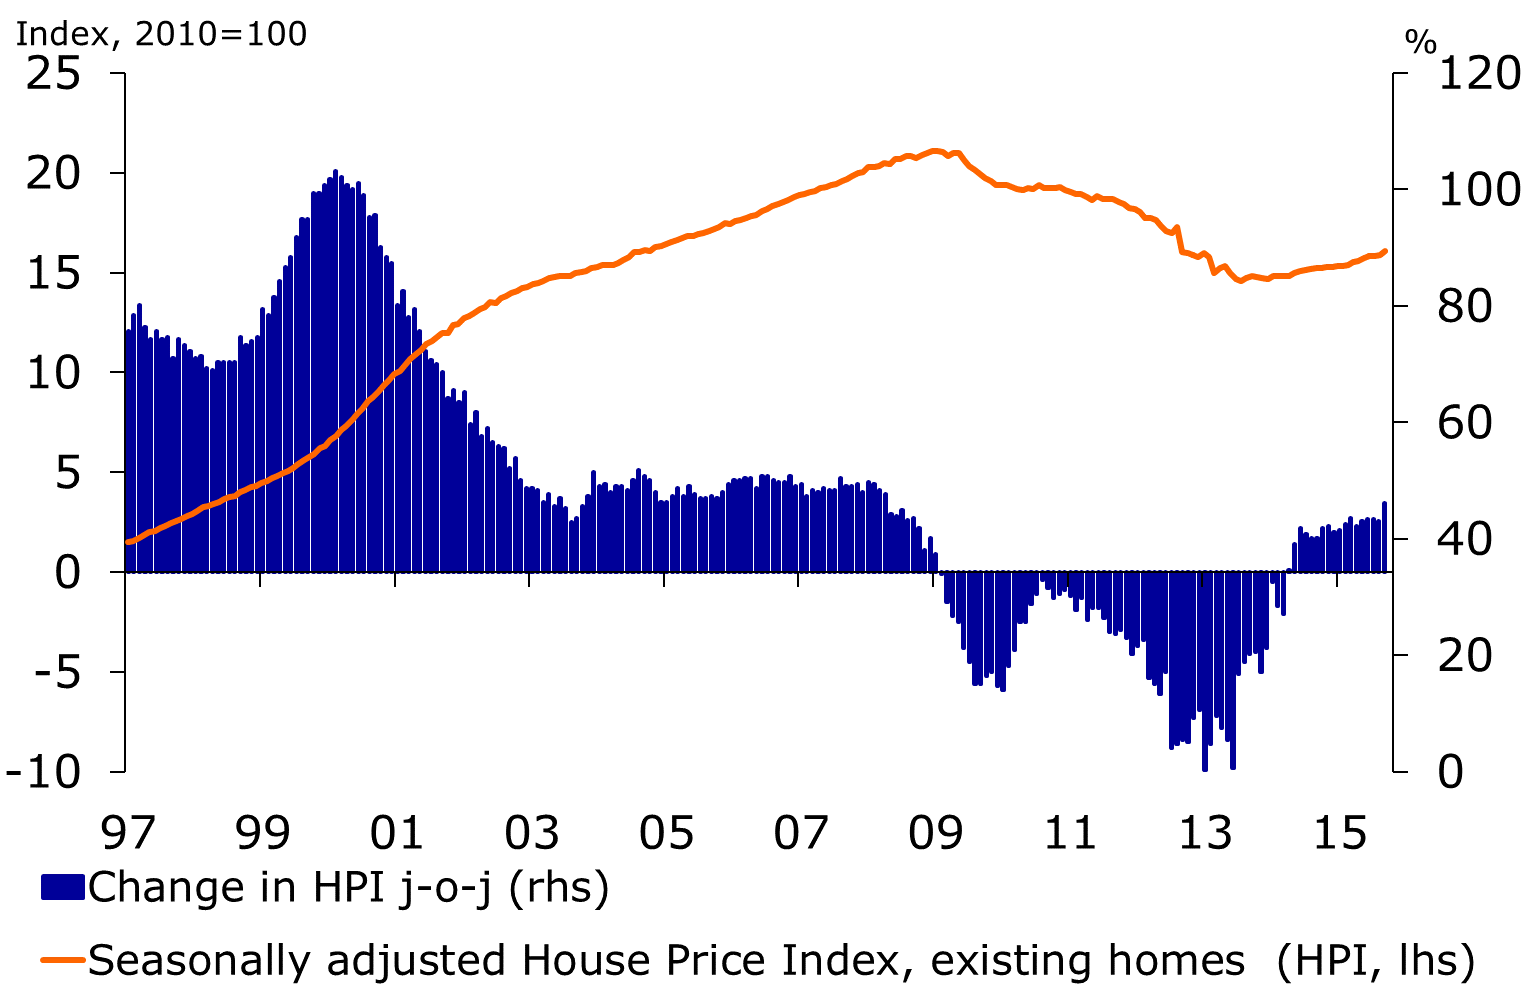 Index, 2010=100 %
25 120
20 100
15 80
10 60
5 40
0
-5 20
-10 0
97 99 01 03 05 07 09 11 13 15
Change in HPI j-o-j (rhs)
Seasonally adjusted House Price Index, existing homes (HPI, lhs)